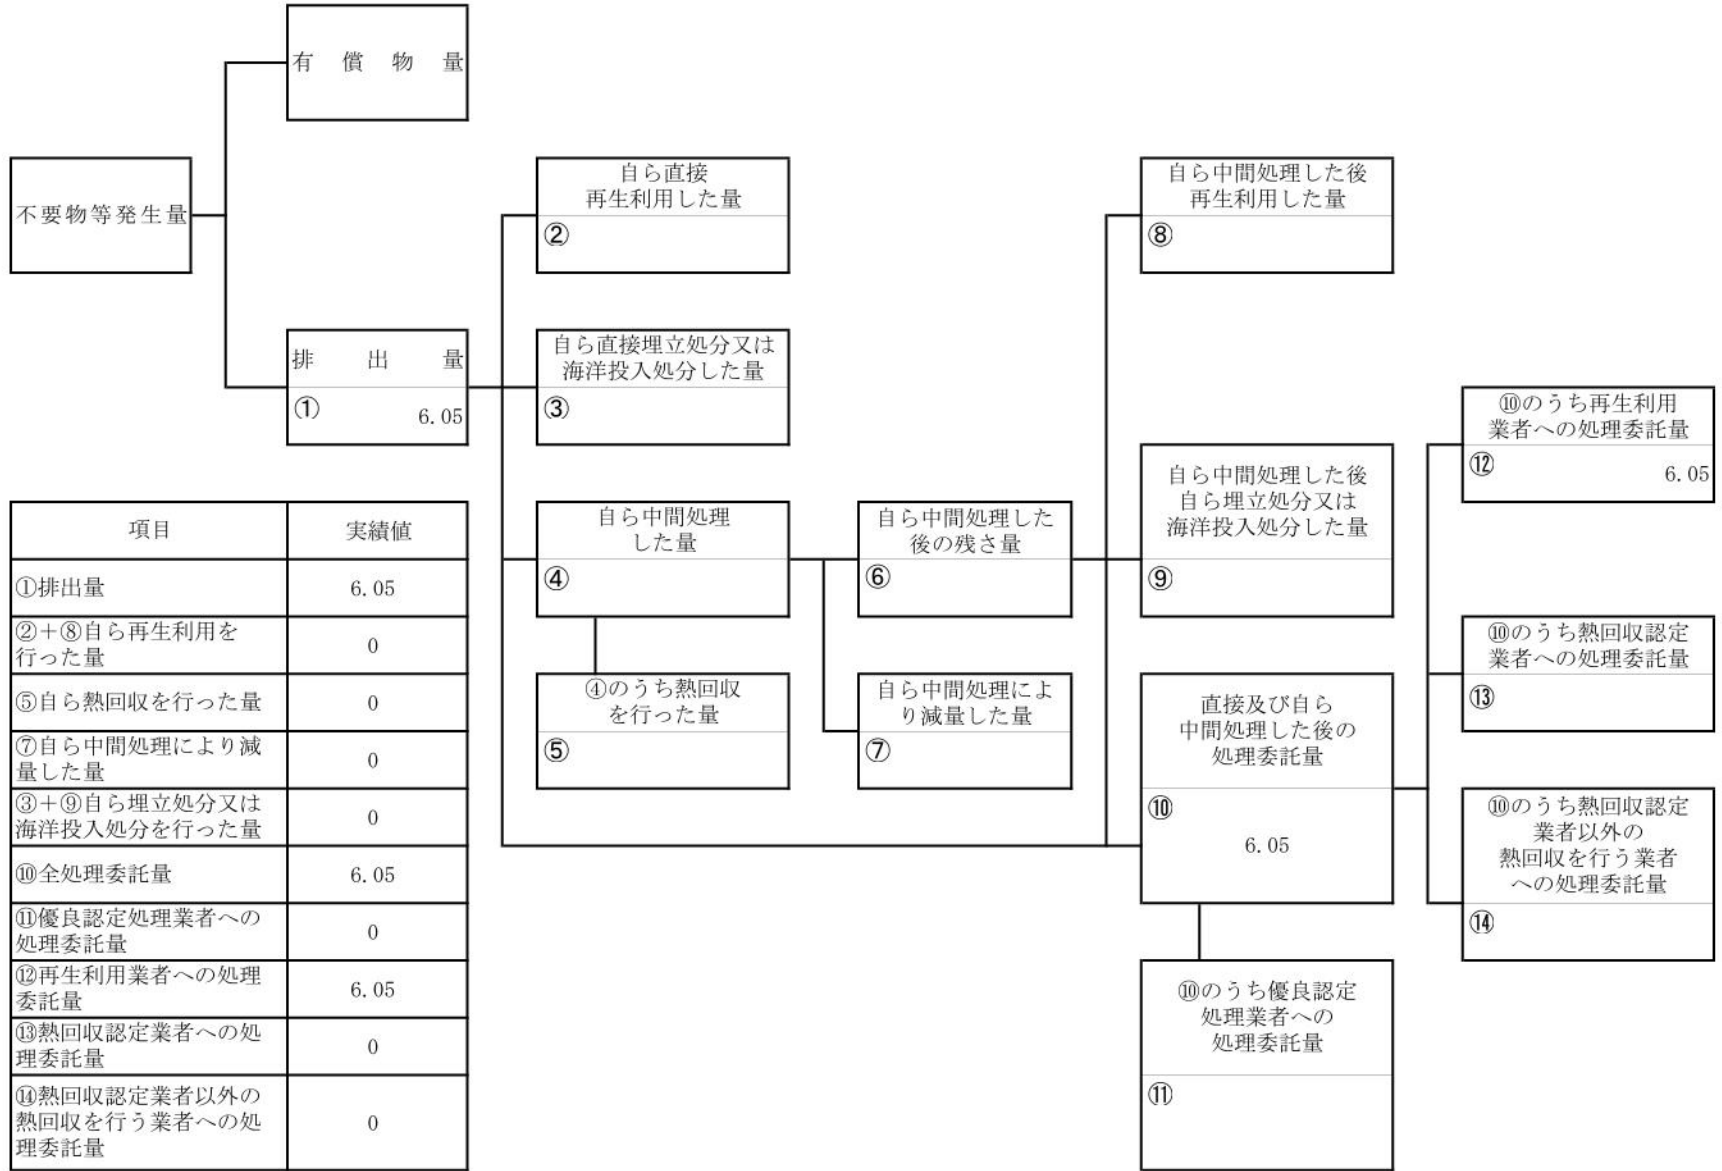 有償物量
不要物等発生量
排出量
①
6.05
自ら直接
再生利用した量
②
自ら直接埋立処分又は
海洋投入処分した量
③
自ら中間処理
した量
④
④のうち熱回収
を行った量
⑤
自ら中間処理した
後の残さ量
⑥
自ら中間処理によ
り減量した量
⑦
自ら中間処理した後
再生利用した量
⑧
自ら中間処理した後
自ら埋立処分又は
海洋投入処分した量
⑨
直接及び自ら
中間処理した後の
処理委託量
⑩
6.05
⑩のうち優良認定
処理業者への
処理委託量
⑪
⑩のうち再生利用
業者への処理委託量
⑫
6.05
⑩のうち熱回収認定
業者への処理委託量
⑬
⑩のうち熱回収認定
業者以外の
熱回収を行う業者
への処理委託量
⑭
項目 実績値
①排出量 6.05
②+⑧自ら再生利用を
行った量 0
⑤自ら熱回収を行った量 0
⑦自ら中間処理により減
量した量 0
③+⑨自ら埋立処分又は
海洋投入処分を行った量 0
⑩全処理委託量 6.05
⑪優良認定処理業者への
処理委託量 0
⑫再生利用業者への処理
委託量 6.05
⑬熱回収認定業者への処
理委託量 0
⑭熱回収認定業者以外の
熱回収を行う業者への処
理委託量 0